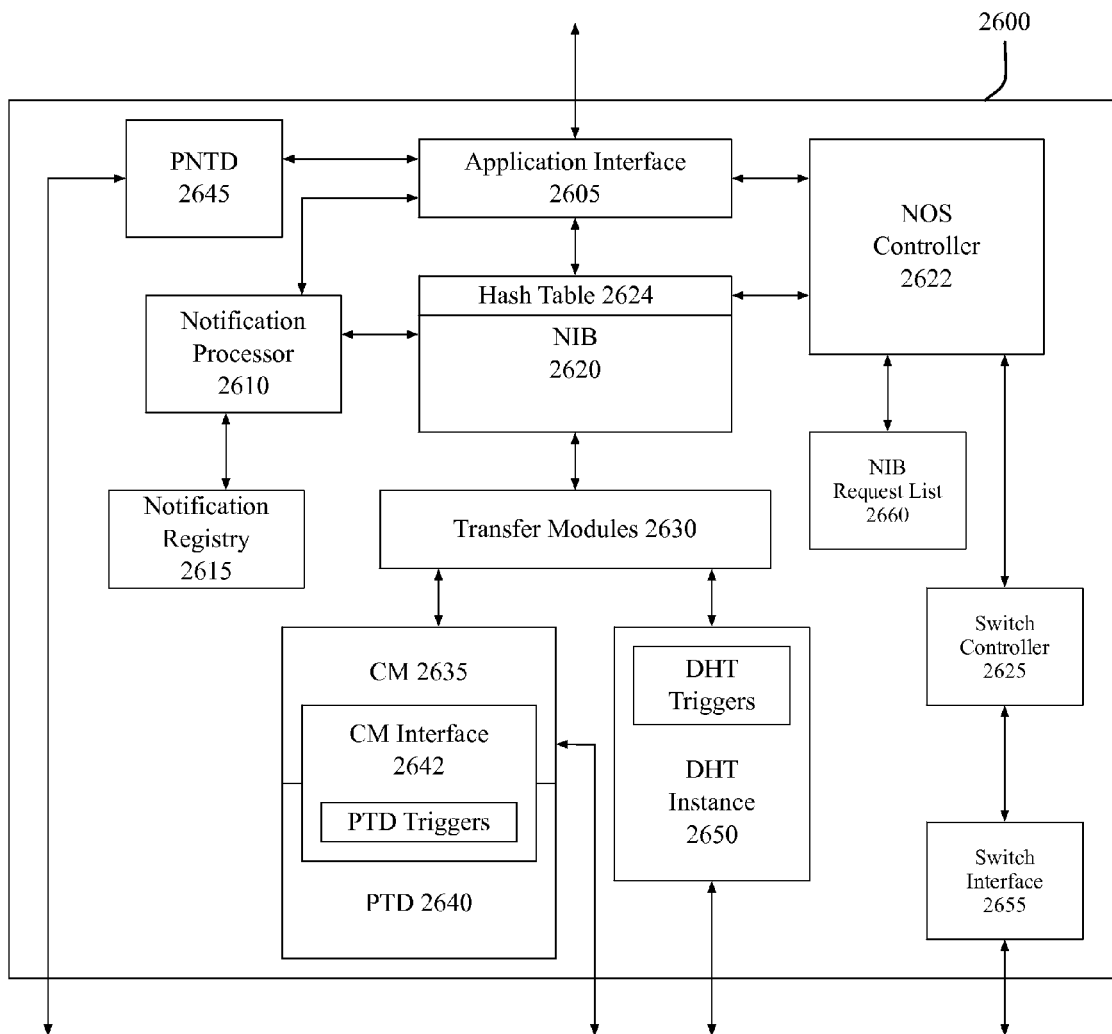 2600
PNTD
2645
Application Interface
2605
NOS
Controller
2622
Hash Table 2624
NIB
2620
Notification
Processor
2610
NIB
Request List
2660
Notification
Registry
2615
Transfer Modules 2630
Switch
Controller
2625
CM 2635
CM Interface
2642
PTD Triggers
PTD 2640
DHT
Triggers
DHT
Instance
2650
Switch
Interface
2655